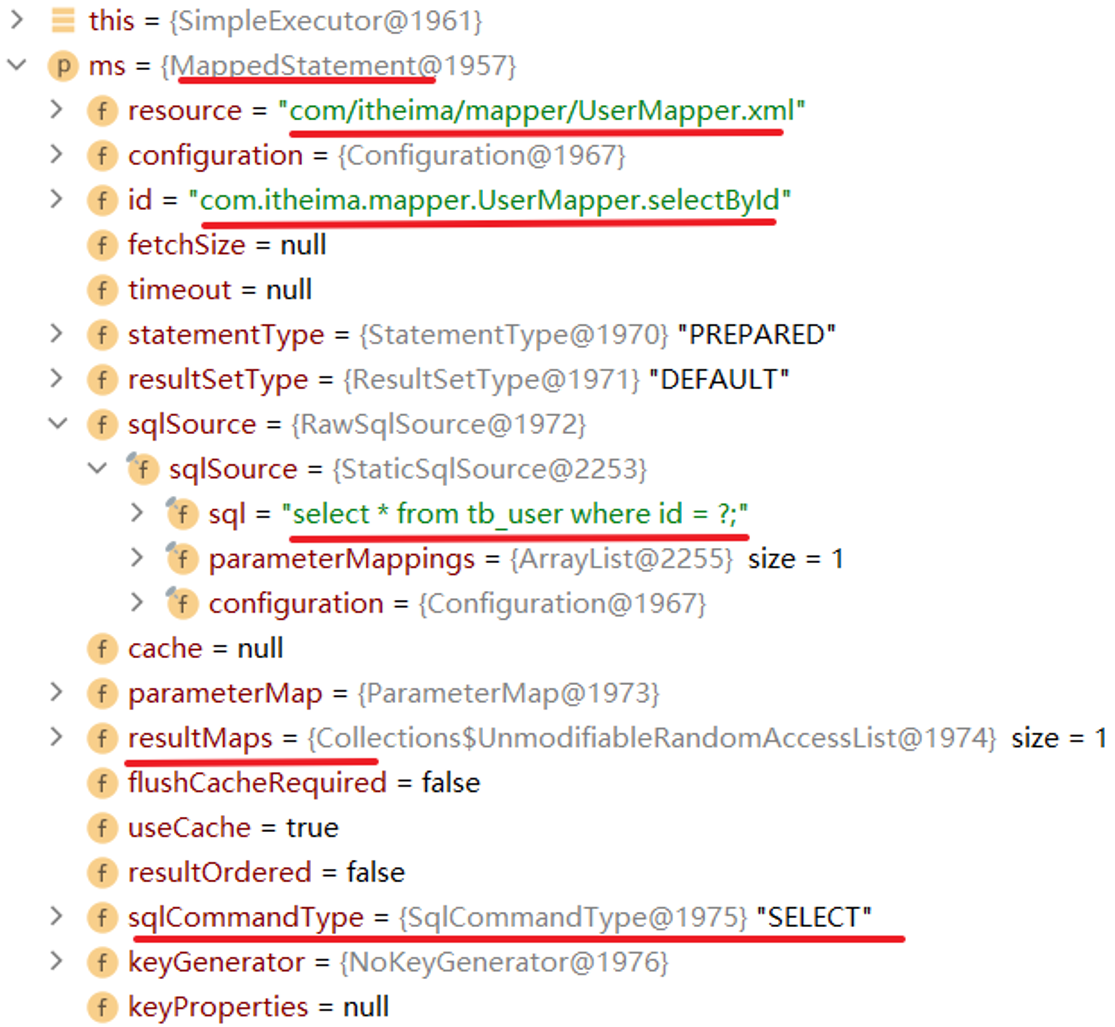 this = {SimpleExecutor@1961}
p ms = {MappedStatement@1957}
f resource = "com/itheima/mapper/UserMapper.xml"
f configuration = {Configuration@1967}
f id = "com.itheima.mapper.UserMapper.selectById"
f fetchSize = null
f timeout = null
f statementType = {StatementType@1970} "PREPARED"
f resultSetType = {ResultSetType@1971} "DEFAULT"
f sqlSource = {RawSqlSource@1972}
f sqlSource = {StaticSqlSource@2253}
f sql = "select * from tb_user where id = ?;"
f parameterMappings = {ArrayList@2255} size = 1
f configuration = {Configuration@1967}
f cache = null
f parameterMap = {ParameterMap@1973}
f resultMaps = {Collections$UnmodifiableRandomAccessList@1974} size = 1
f flushCacheRequired = false
f useCache = true
f resultOrdered = false
f sqlCommandType = {SqlCommandType@1975} "SELECT"
f keyGenerator = {NoKeyGenerator@1976}
f keyProperties = null